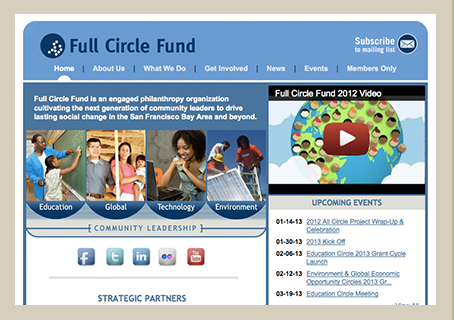 Full Circle Fund
Subscribe
to mailing list
Home | About Us | What We Do | Get Involved | News | Events | Members Only
Full Circle Fund is an engaged philanthropy organization
cultivating the next generation of community leaders to drive
lasting social change in the San Francisco Bay Area and beyond.
Education Global Technology Environment
[ COMMUNITY LEADERSHIP ]
STRATEGIC PARTNERS
Full Circle Fund 2012 Video
UPCOMING EVENTS
01-14-13 2012 All Circle Project Wrap-Up &
Celebration
01-30-13 2013 Kick Off
02-06-13 Education Circle 2013 Grant Cycle
Launch
02-12-13 Environment & Global Economic
Opportunity Circles 2013 Gr...
03-19-13 Education Circle Meeting
View All